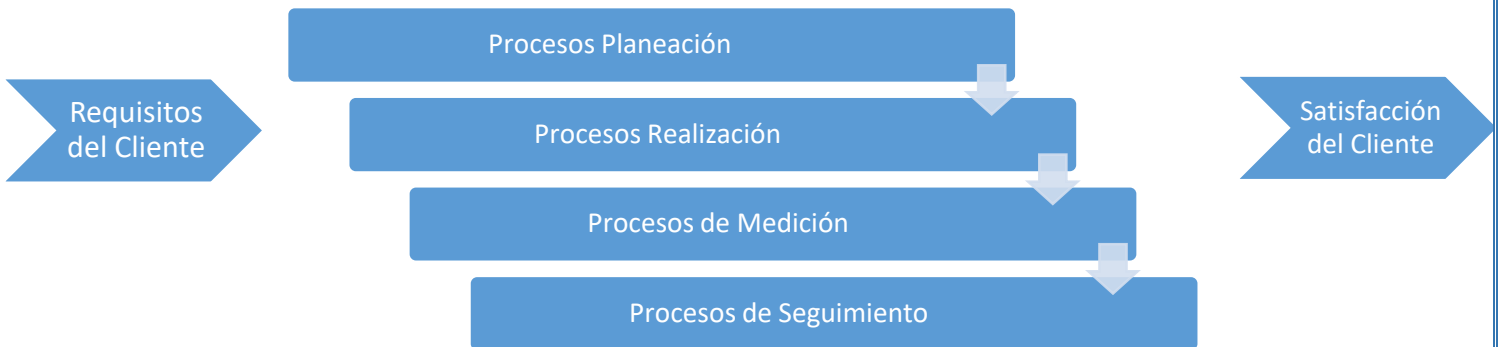 Procesos Planeación
Requisitos
del Cliente
Procesos Realización
Satisfacción
del Cliente
Procesos de Medición
Procesos de Seguimiento